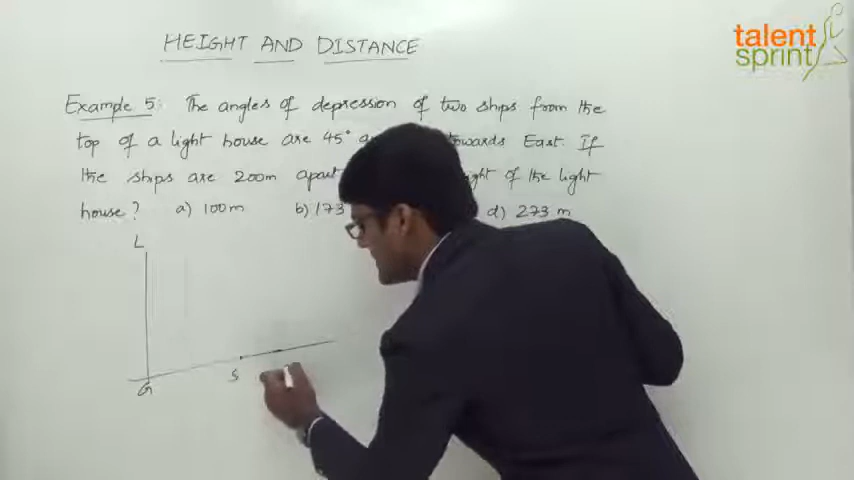 HEIGHT AND DISTANCE
talent
sprint
Example 5: The angles of depression of two ships from the
top of a light house are 45° towards East. If
the ships are 200m apart of the light
house? a) 100m b) 173 d) 273 m
L
G
S